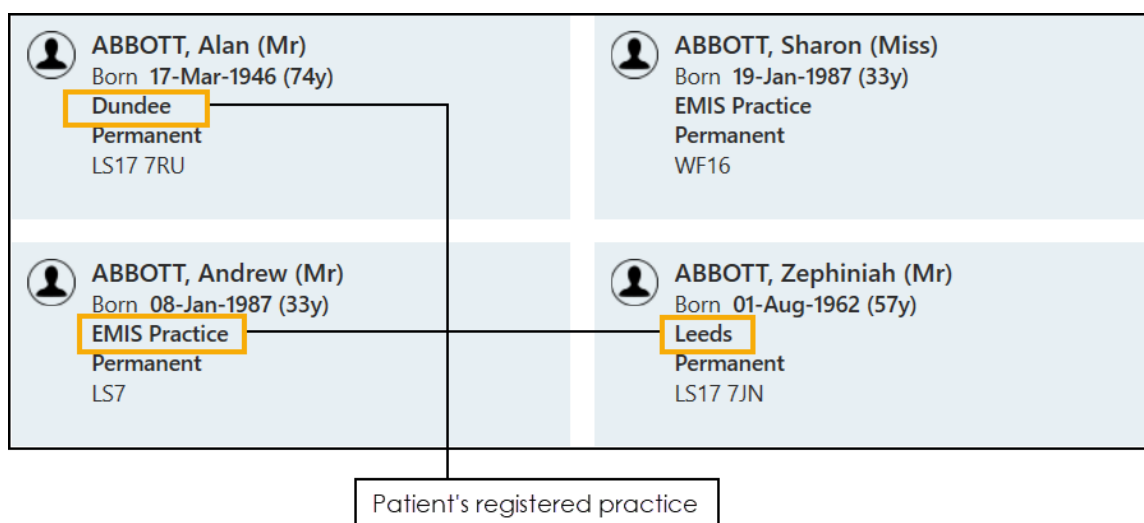 ABBOTT, Alan (Mr)
Born 17-Mar-1946 (74y)
Dundee
Permanent
LS17 7RU
ABBOTT, Sharon (Miss)
Born 19-Jan-1987 (33y)
EMIS Practice
Permanent
WF16
ABBOTT, Andrew (Mr)
Born 08-Jan-1987 (33y)
EMIS Practice
Permanent
LS7
ABBOTT, Zephiniah (Mr)
Born 01-Aug-1962 (57y)
Leeds
Permanent
LS17 7JN
Patient's registered practice